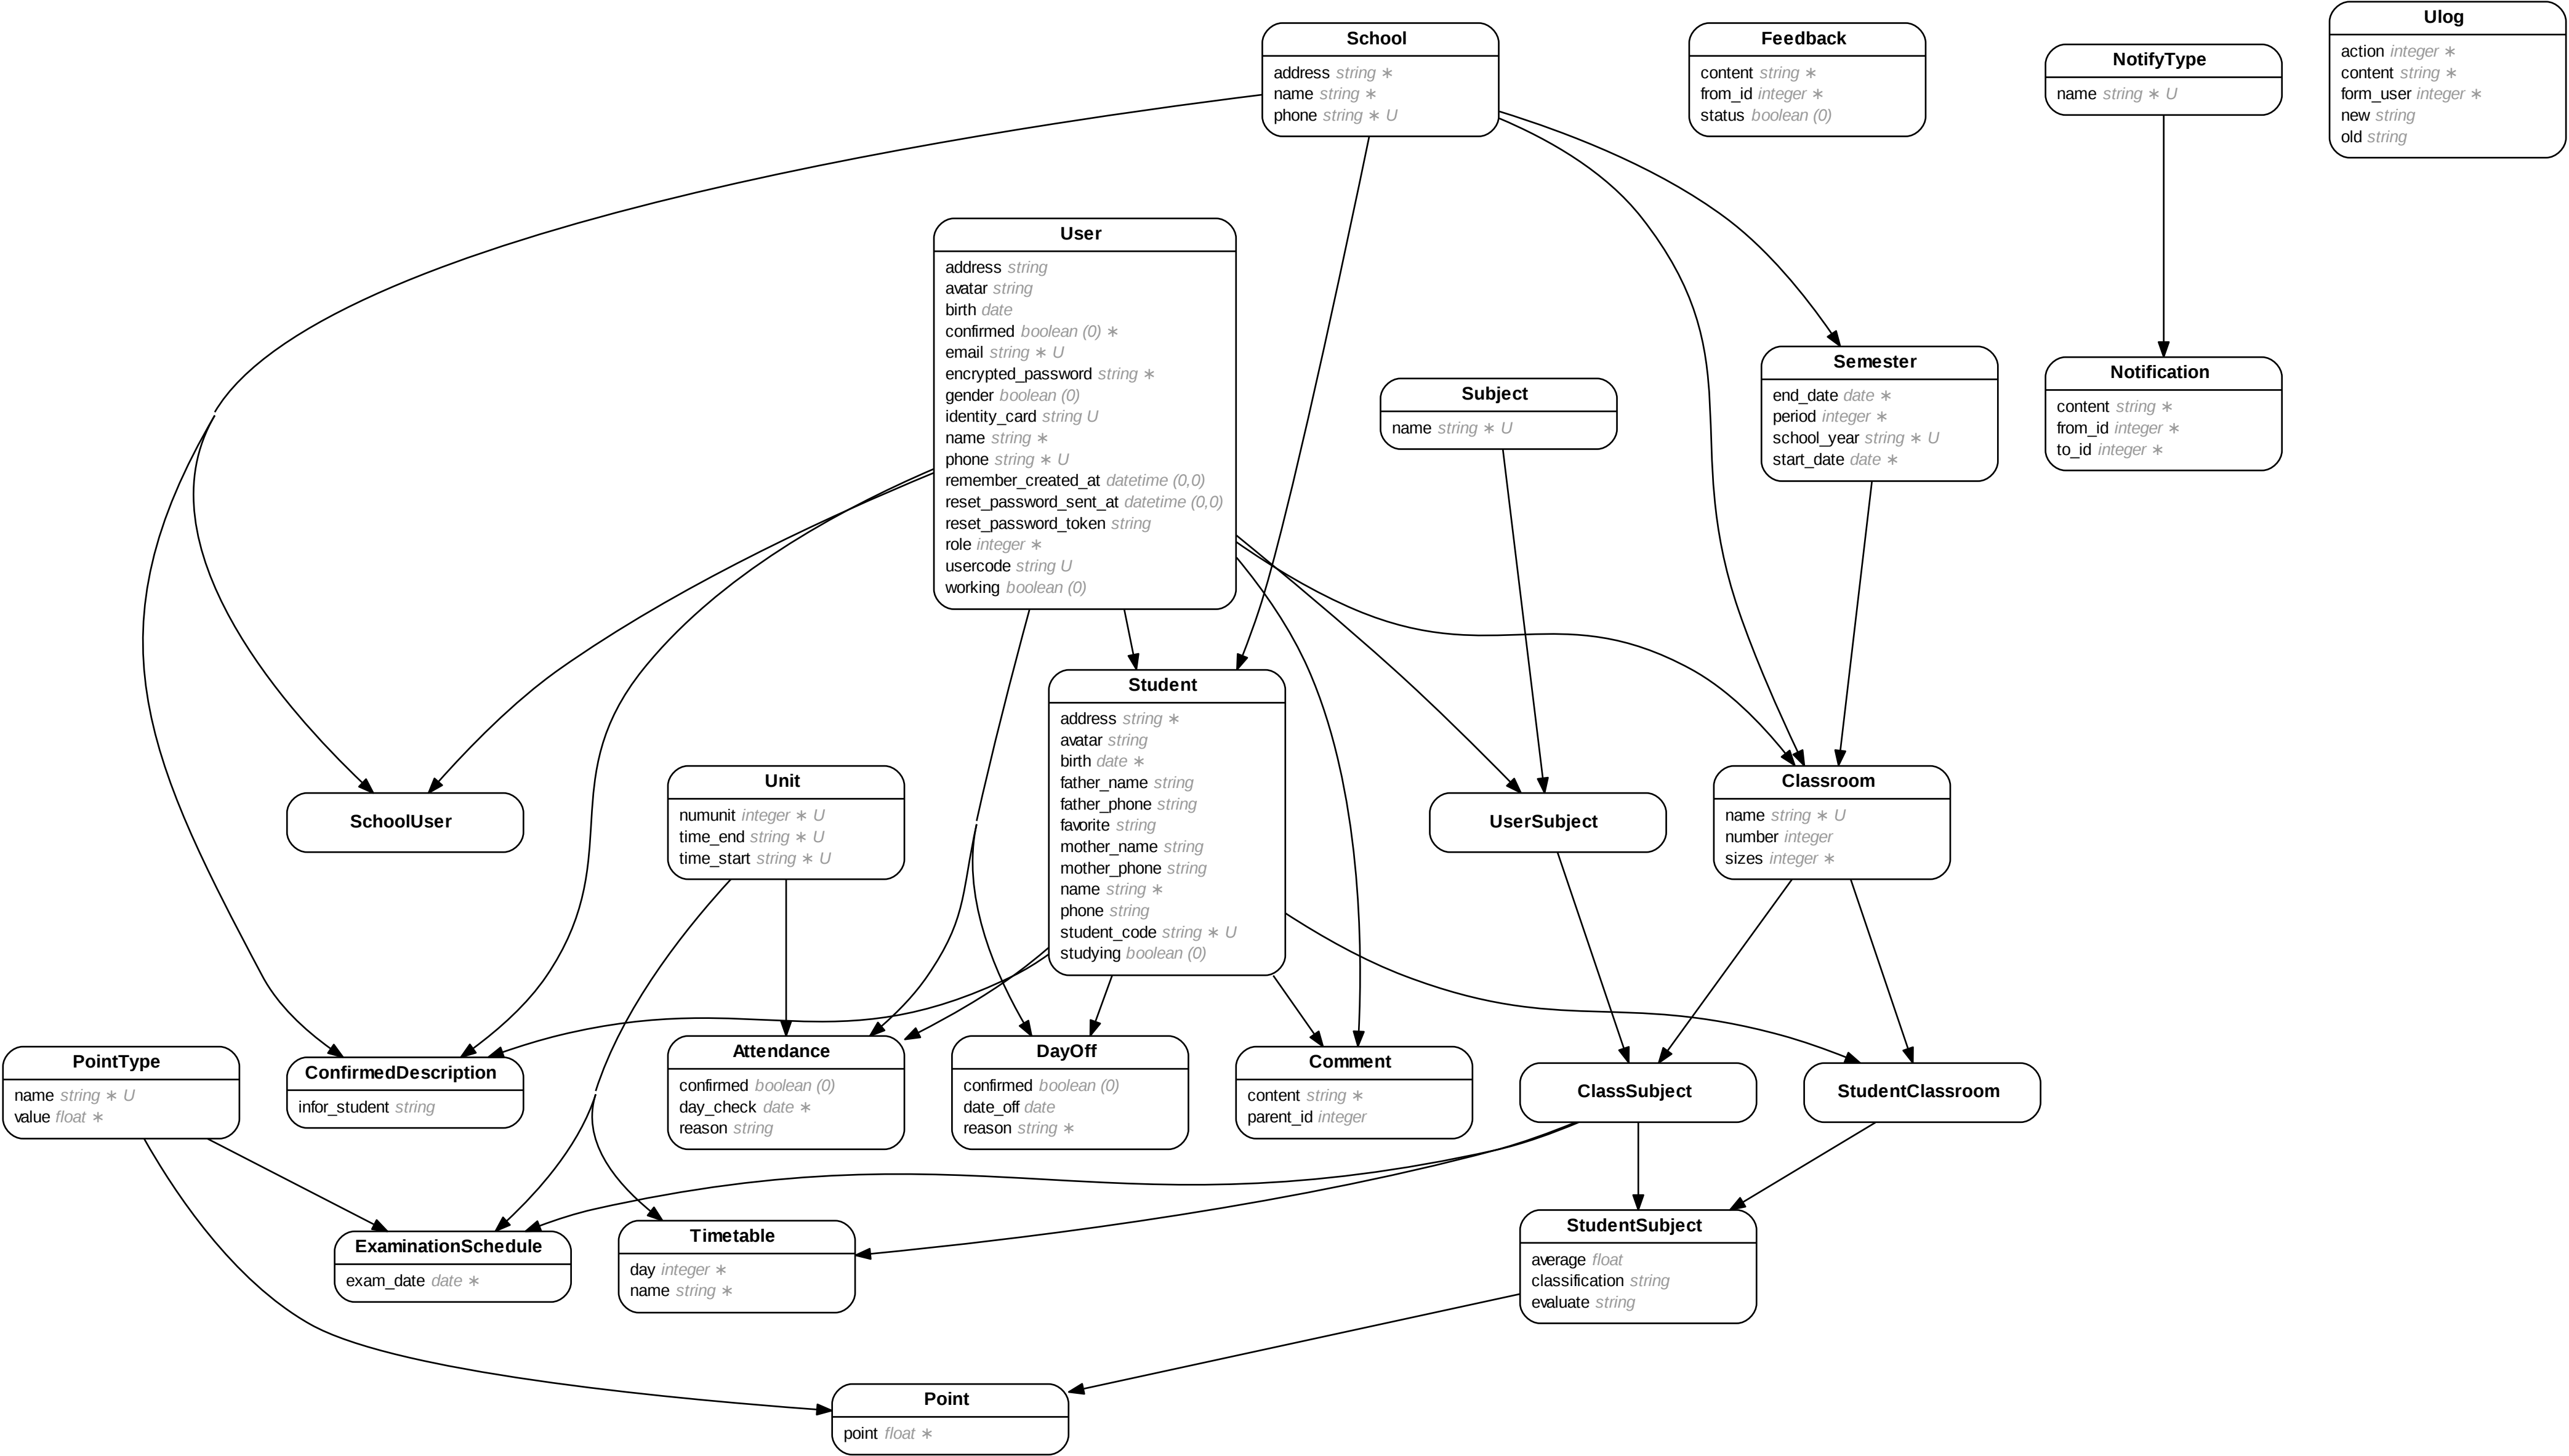 School
address string ∗
name string ∗
phone string ∗ U
Feedback
content string ∗
from_id integer ∗
status boolean (0)
NotifyType
name string ∗ U
Ulog
action integer ∗
content string ∗
form_user integer ∗
new string
old string
User
address string
avatar string
birth date
confirmed boolean (0) ∗
email string ∗ U
encrypted_password string ∗
gender boolean (0)
identity_card string U
name string ∗
phone string ∗ U
remember_created_at datetime (0,0)
reset_password_sent_at datetime (0,0)
reset_password_token string
role integer ∗
usercode string U
working boolean (0)
Subject
name string ∗ U
Semester
end_date date ∗
period integer ∗
school_year string ∗ U
start_date date ∗
Notification
content string ∗
from_id integer ∗
to_id integer ∗
Student
address string ∗
avatar string
birth date ∗
father_name string
father_phone string
favorite string
mother_name string
mother_phone string
name string ∗
phone string
student_code string ∗ U
studying boolean (0)
SchoolUser
Unit
numunit integer ∗ U
time_end string ∗ U
time_start string ∗ U
UserSubject
Classroom
name string ∗ U
number integer
sizes integer ∗
PointType
name string ∗ U
value float ∗
ConfirmedDescription
infor_student string
Attendance
confirmed boolean (0)
day_check date ∗
reason string
DayOff
confirmed boolean (0)
date_off date
reason string ∗
Comment
content string ∗
parent_id integer
ClassSubject
StudentClassroom
ExaminationSchedule
exam_date date ∗
Timetable
day integer ∗
name string ∗
StudentSubject
average float
classification string
evaluate string
Point
point float ∗